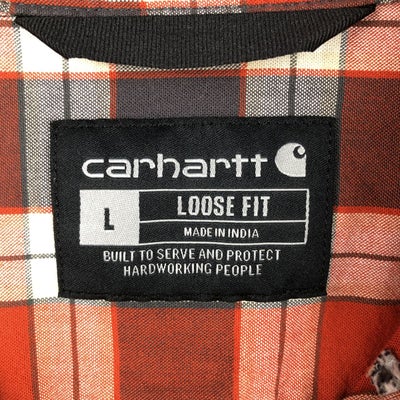 carhartt
L
LOOSE FIT
MADE IN INDIA
BUILT TO SERVE AND PROTECT
HARDWORKING PEOPLE